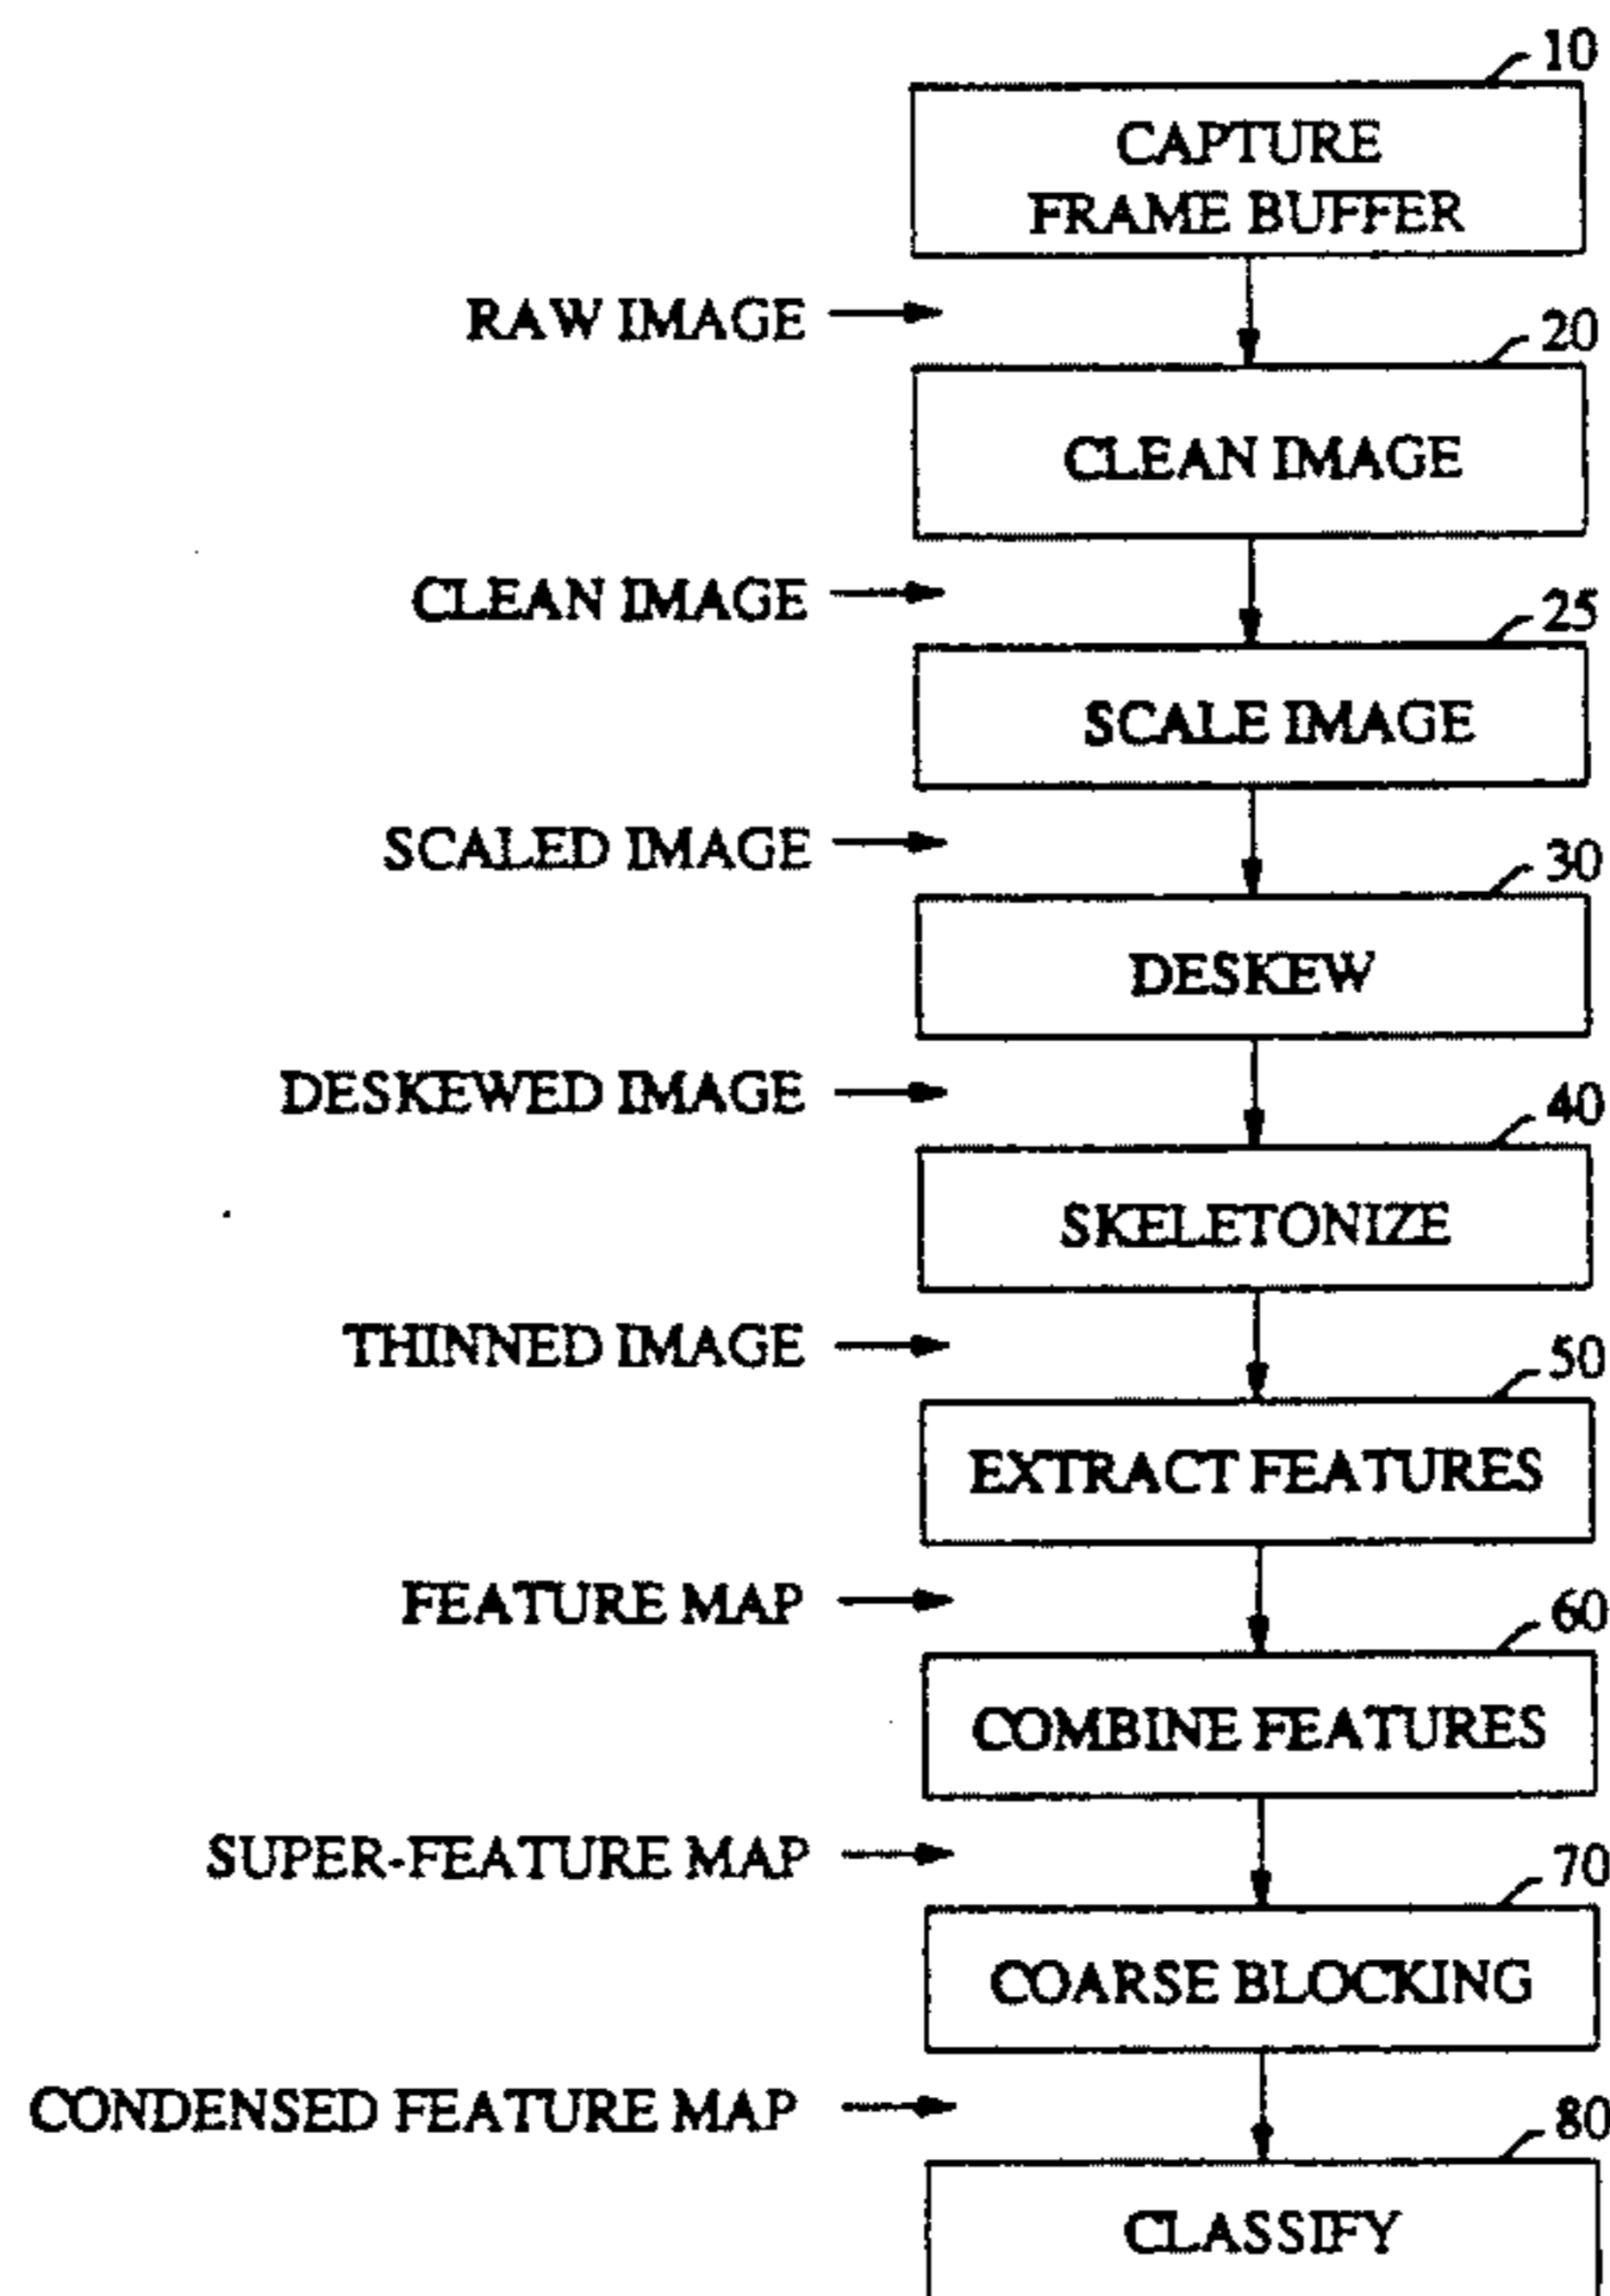 10
CAPTURE
FRAME BUFFER
RAW IMAGE
20
CLEAN IMAGE
CLEAN IMAGE
25
SCALE IMAGE
SCALED IMAGE
30
DESKEW
DESKEWED IMAGE
40
SKELETONIZE
THINNED IMAGE
50
EXTRACT FEATURES
FEATURE MAP
60
COMBINE FEATURES
SUPER-FEATURE MAP
70
COARSE BLOCKING
CONDENSED FEATURE MAP
80
CLASSIFY